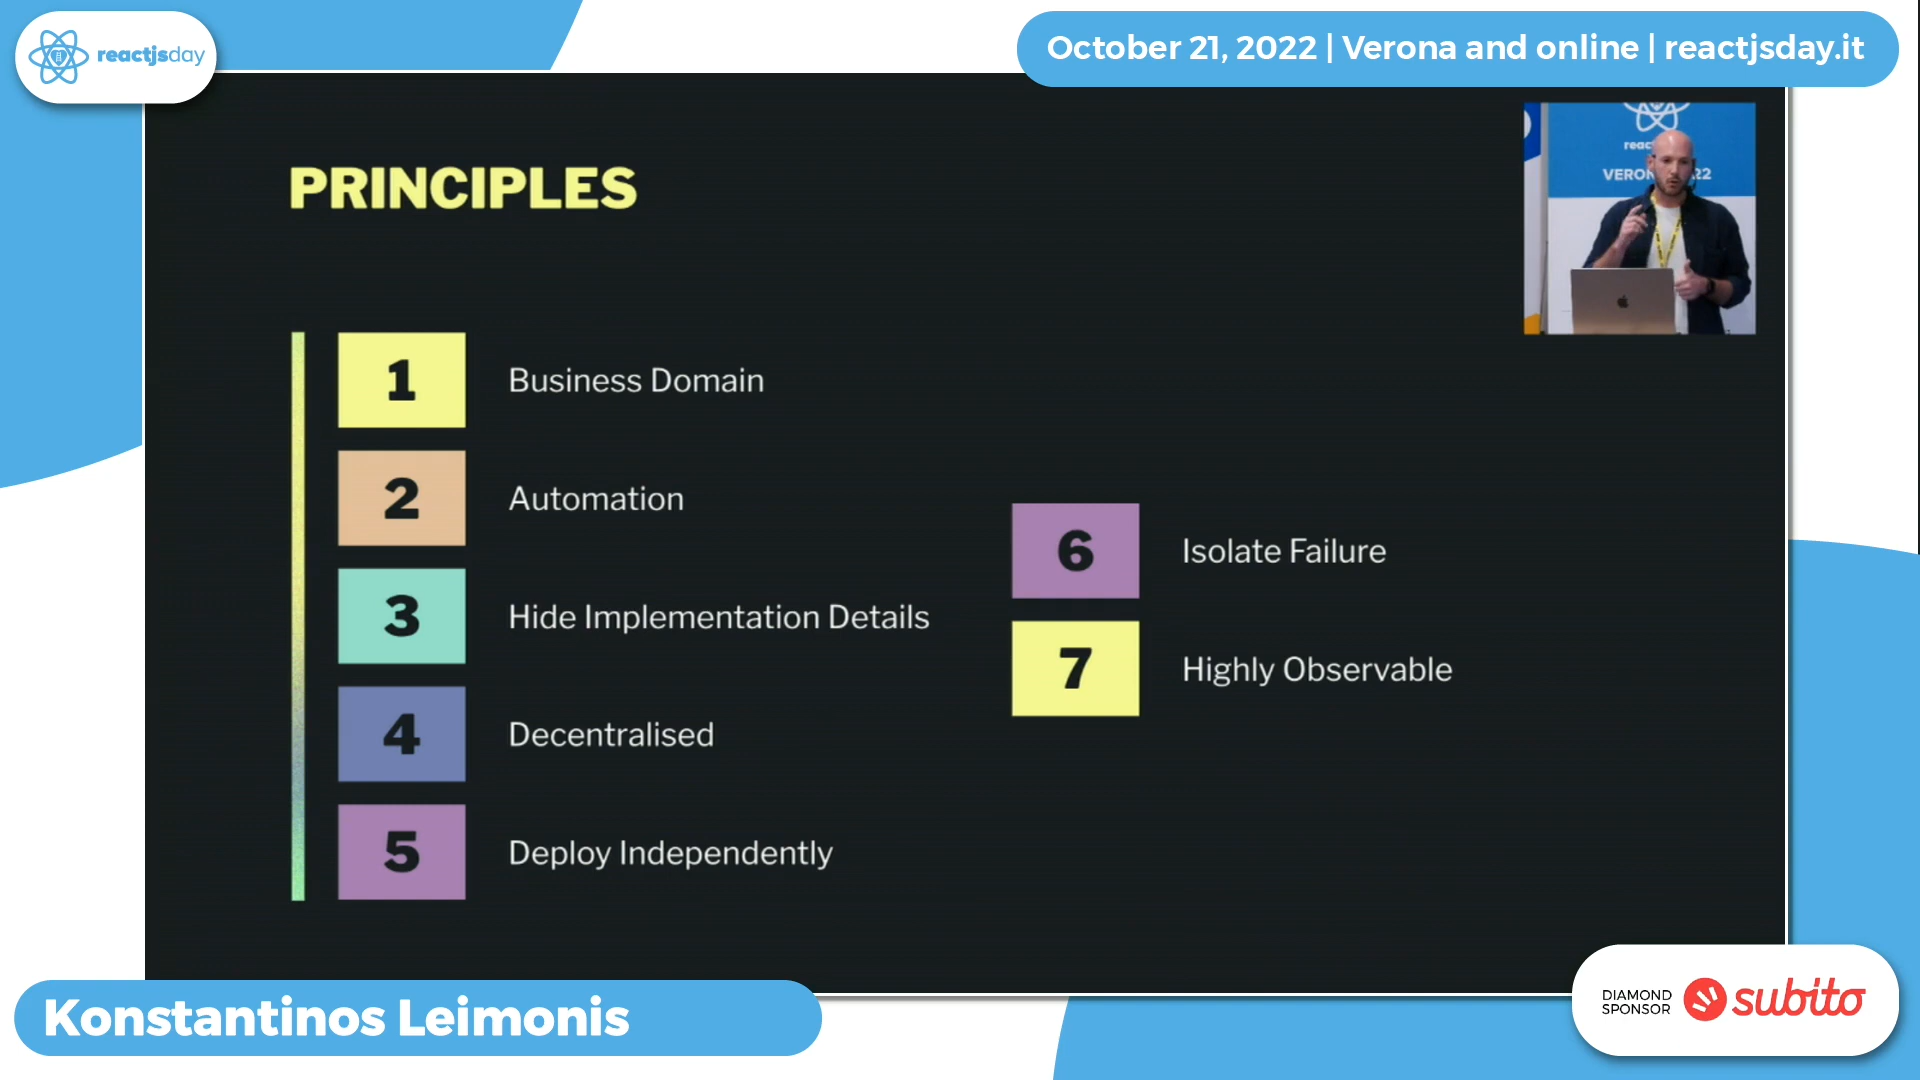 reactjsday
October 21, 2022 | Verona and online | reactjsday.it
PRINCIPLES
1 Business Domain
2 Automation
3 Hide Implementation Details
4 Decentralised
5 Deploy Independently
6 Isolate Failure
7 Highly Observable
Konstantinos Leimonis
DIAMOND
SPONSOR
subito